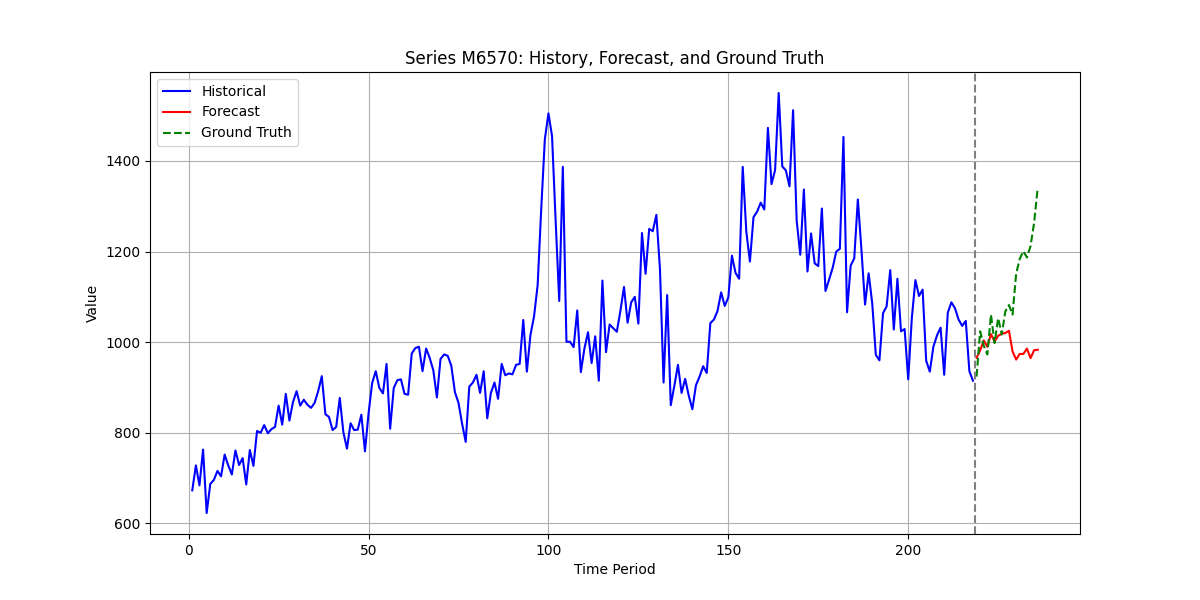 Series M6570: History, Forecast, and Ground Truth
Historical
Forecast
Ground Truth
1400
1200
1000
800
600
Value
0 50 100 150 200
Time Period